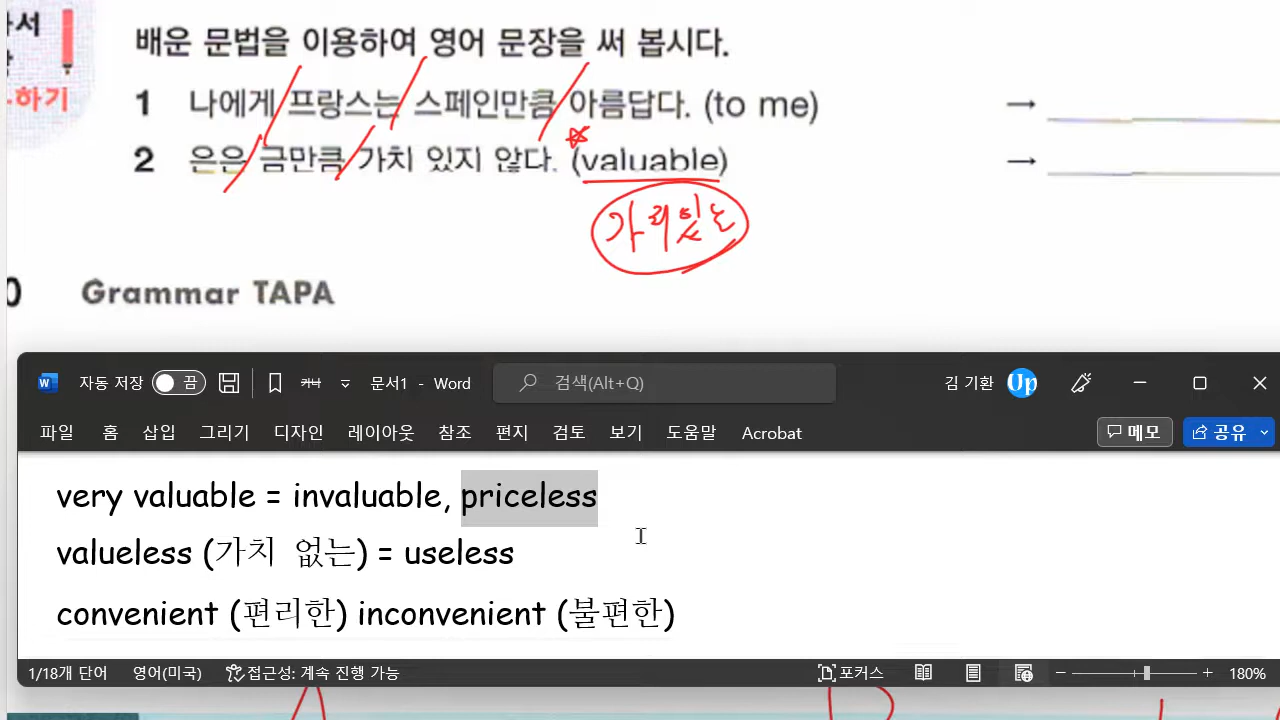 서
배운 문법을 이용하여 영어 문장을 써 봅시다.
하기
1 나에게 프랑스는 스페인만큼 아름답다. (to me) →
2 은은 금만큼 가치 있지 않다. (valuable) →
가치있는
0 Grammar TAPA
자동 저장 끔 가나 문서1 - Word 검색(Alt+Q) 김 기환 Up
파일 홈 삽입 그리기 디자인 레이아웃 참조 편지 검토 보기 도움말 Acrobat 메모 공유
very valuable = invaluable, priceless
valueless (가치 없는) = useless
convenient (편리한) inconvenient (불편한)
1/18개 단어 영어(미국) 접근성: 계속 진행 가능 포커스 180%